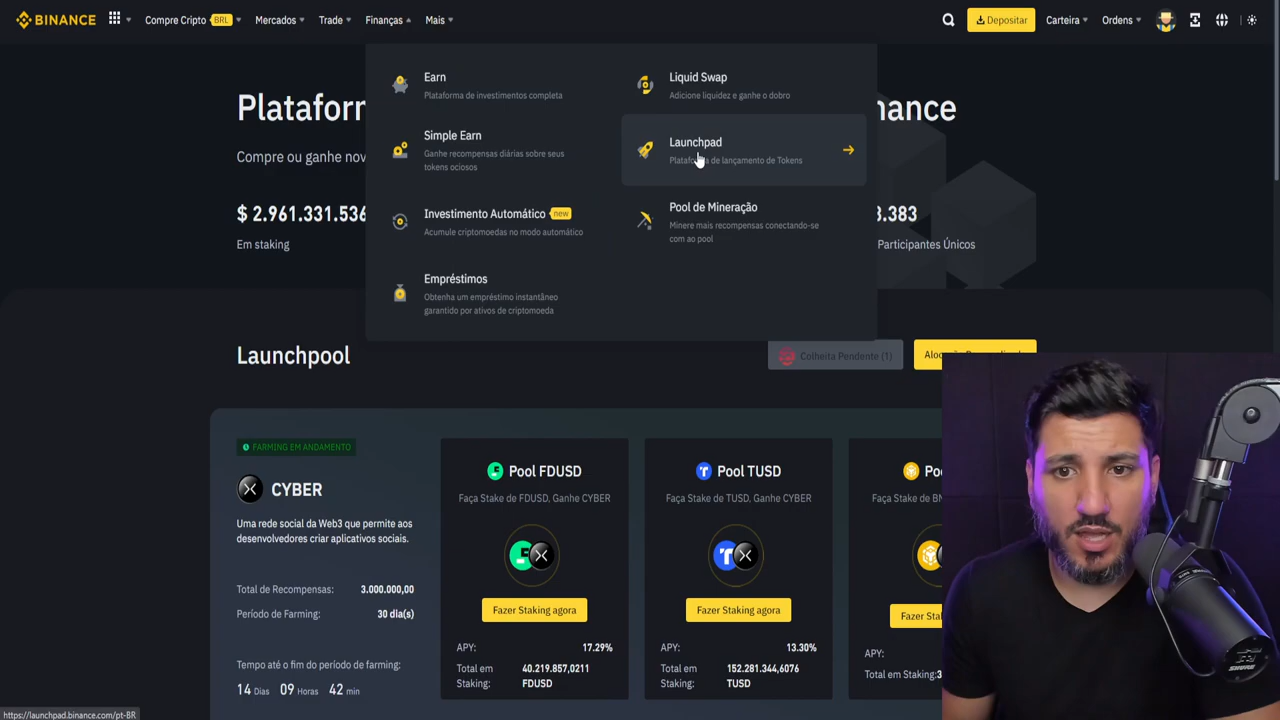 BINANCE
Compre Cripto BRL Mercados Trade Finanças Mais
Depositar Carteira Ordens
Earn
Plataforma de investimentos completa
Liquid Swap
Adicione liquidez e ganhe o dobro
Simple Earn
Ganhe recompensas diárias sobre seus
tokens ociosos
Launchpad
de lançamento de Tokens
Investimento Automático new
Acumule criptomoedas no modo automático
Pool de Mineração
Minere mais recompensas conectando-se
com ao pool
Empréstimos
Obtenha um empréstimo instantâneo
garantido por ativos de criptomoeda
Compre ou ganhe
$ 2.961.331.536
Em staking
3.383
Participantes Únicos
Launchpool
Colheita Pendente (1)
FARMING EM ANDAMENTO
CYBER
Uma rede social da Web3 que permite aos
desenvolvedores criar aplicativos sociais.
Total de Recompensas: 3.000.000,00
Período de Farming: 30 dia(s)
Tempo até o fim do período de farming:
14 Dias 09 Horas 42 min
Pool FDUSD
Faça Stake de FDUSD, Ganhe CYBER
Fazer Staking agora
APY: 17.29%
Total em 40.219.857,0211
Staking: FDUSD
Pool TUSD
Faça Stake de TUSD, Ganhe CYBER
Fazer Staking agora
APY: 13.30%
Total em 152.281.344,6076
Staking: TUSD
Faça Stake de
Fazer
APY:
Total em Staking:
https://launchpad.binance.com/pt-BR